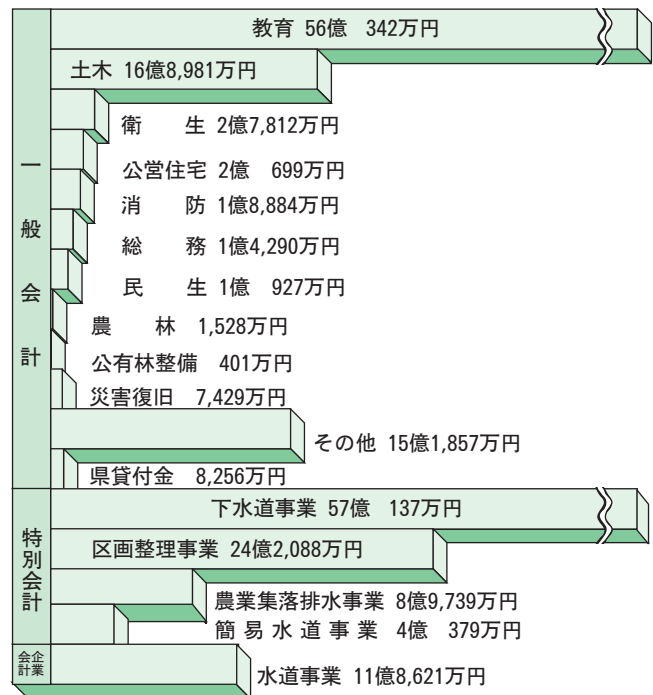 一般会計
教育 56億 342万円
土木 16億8,981万円
衛 生 2億7,812万円
公営住宅 2億 699万円
消 防 1億8,884万円
総 務 1億4,290万円
民 生 1億 927万円
農 林 1,528万円
公有林整備 401万円
災害復旧 7,429万円
その他 15億1,857万円
県貸付金 8,256万円
特別会計
下水道事業 57億 137万円
区画整理事業 24億2,088万円
農業集落排水事業 8億9,739万円
簡易水道事業 4億 379万円
企業会計
水道事業 11億8,621万円